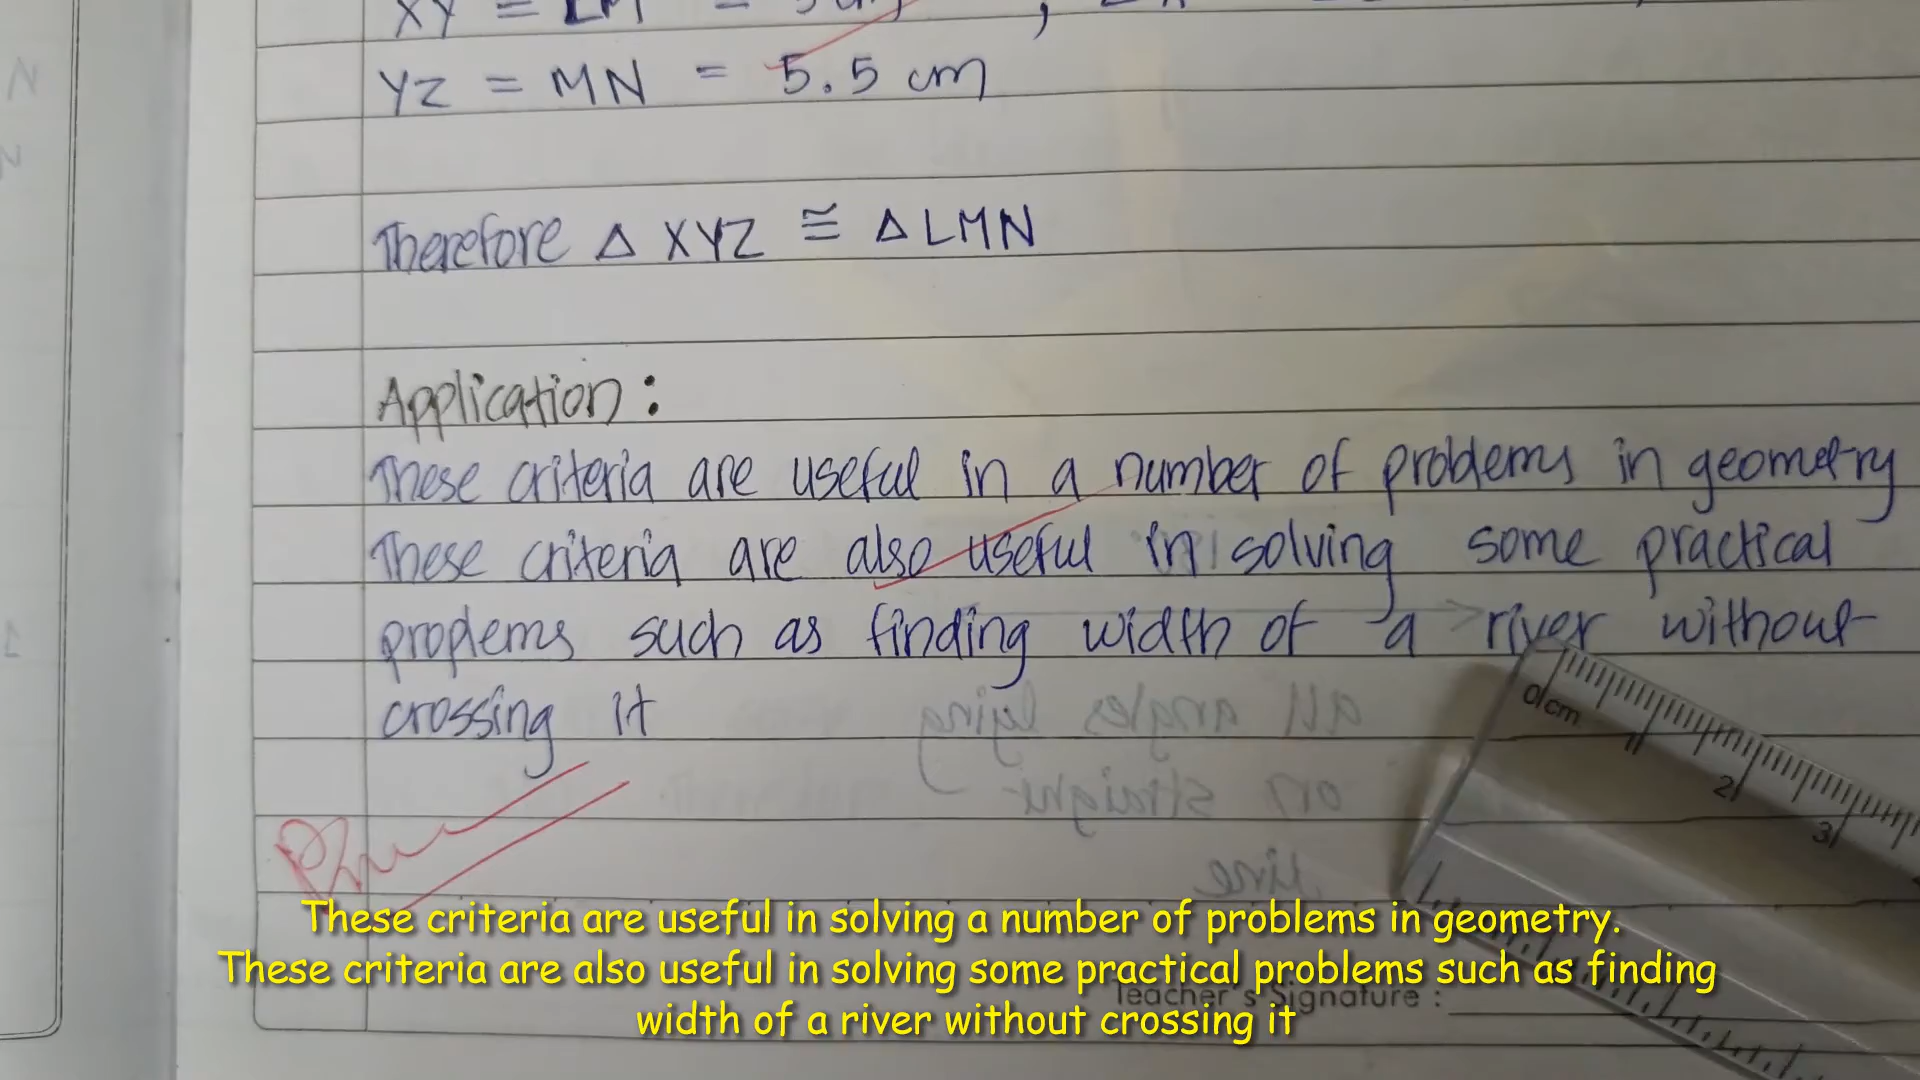 YZ = MN = 5.5 cm
Therefore △ XYZ ≅ △LMN
Application :
These criteria are useful in a number of problems in geometry
These criteria are also useful in solving some practical
proplems such as finding width of a river without
crossing it
0/cm
2
3
These criteria are useful in solving a number of problems in geometry.
These criteria are also useful in solving some practical problems such as finding
width of a river without crossing it
Teacher's Signature :